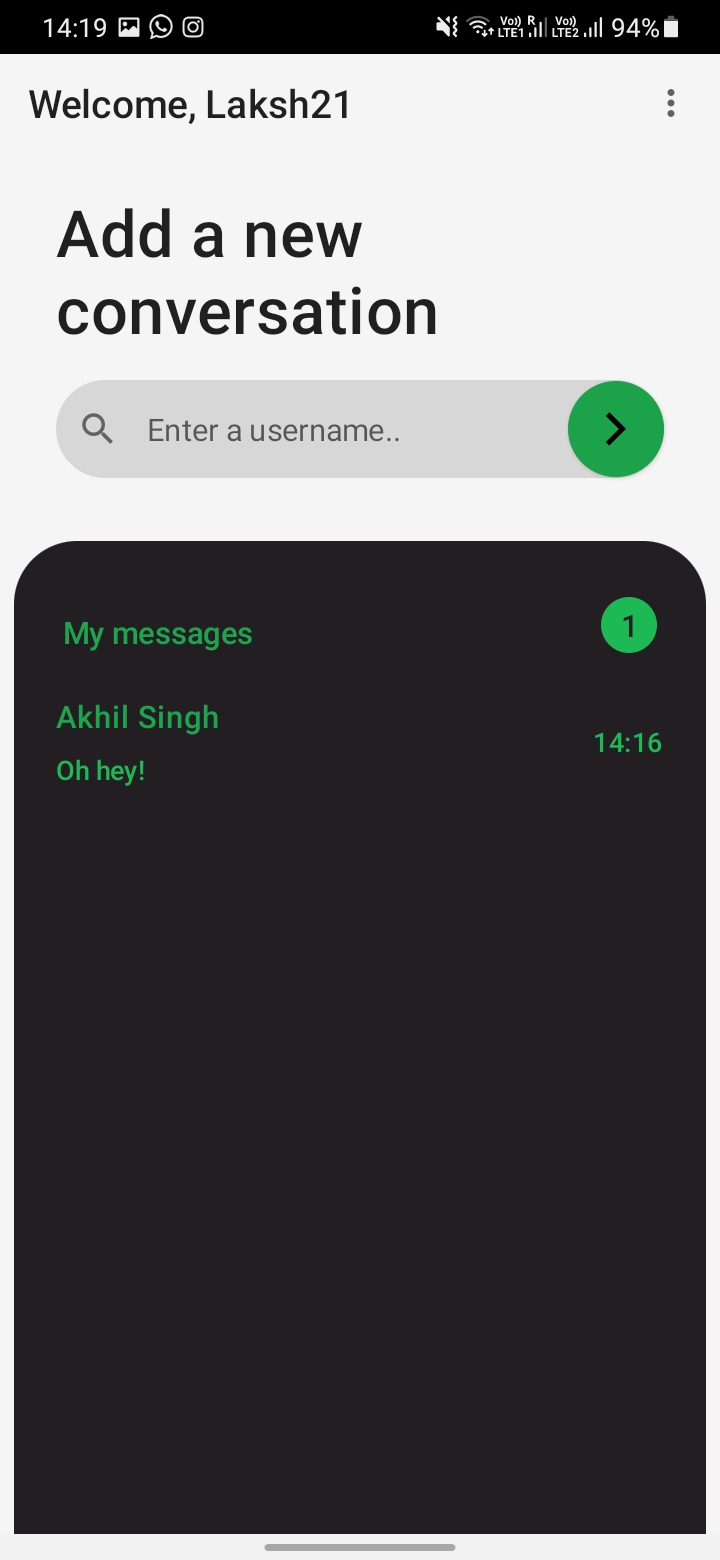 14:19
Vo)) R Vo))
LTE1 LTE2 94%
Welcome, Laksh21
Add a new
conversation
Enter a username..
My messages 1
Akhil Singh
14:16
Oh hey!